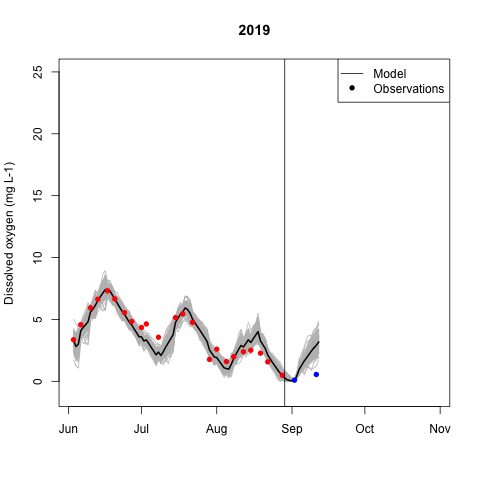 2019
Model
Observations
Dissolved oxygen (mg L-1)
25
20
15
10
5
0
Jun Jul Aug Sep Oct Nov